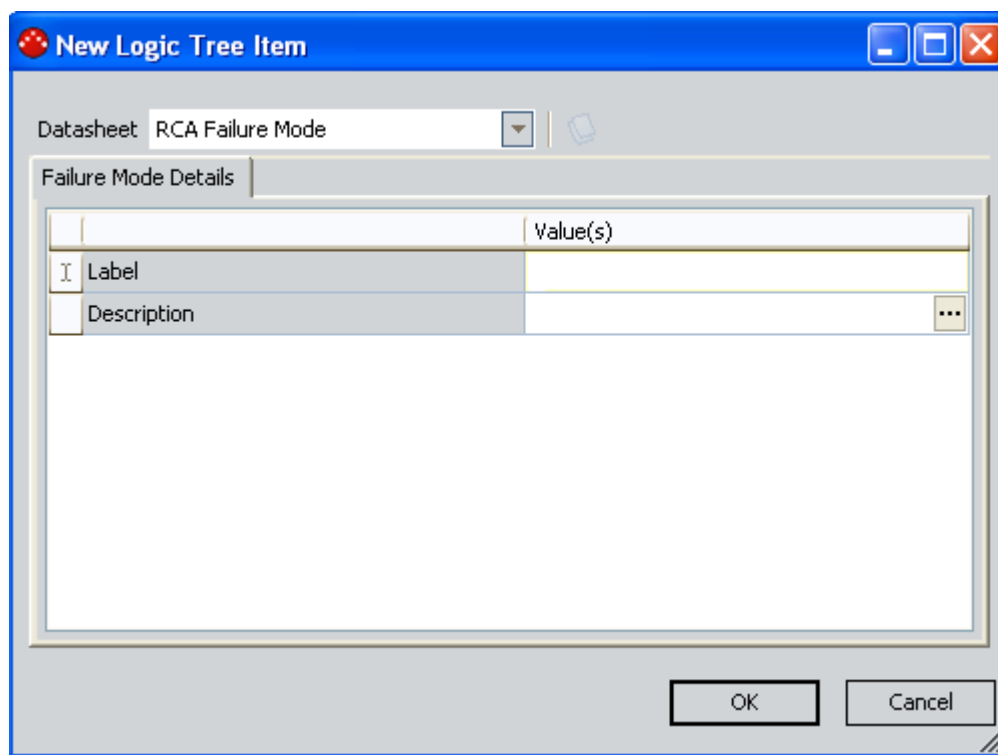 New Logic Tree Item
Datasheet RCA Failure Mode
Failure Mode Details
Value(s)
Label
Description ...
OK Cancel